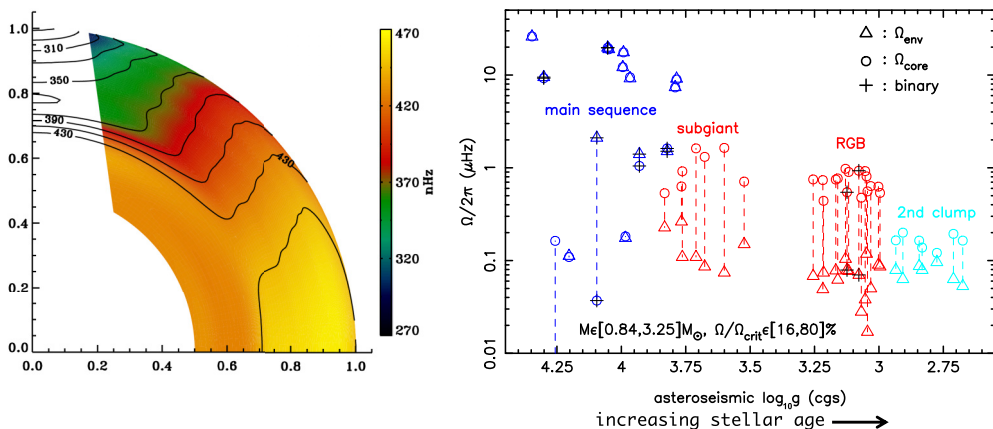 1.0
0.8
0.6
0.4
0.2
0.0
0.0 0.2 0.4 0.6 0.8 1.0
310
350
390
430
430
nHz
470
420
370
320
270
Ω/2π (μHz)
10
1
0.1
0.01
△ : Ωenv
○ : Ωcore
+ : binary
main sequence
subgiant
RGB
2nd clump
Mϵ[0.84,3.25]M⊙, Ω/Ωcritϵ[16,80]%
4.25 4 3.75 3.5 3.25 3 2.75
asteroseismic log10g (cgs)
increasing stellar age